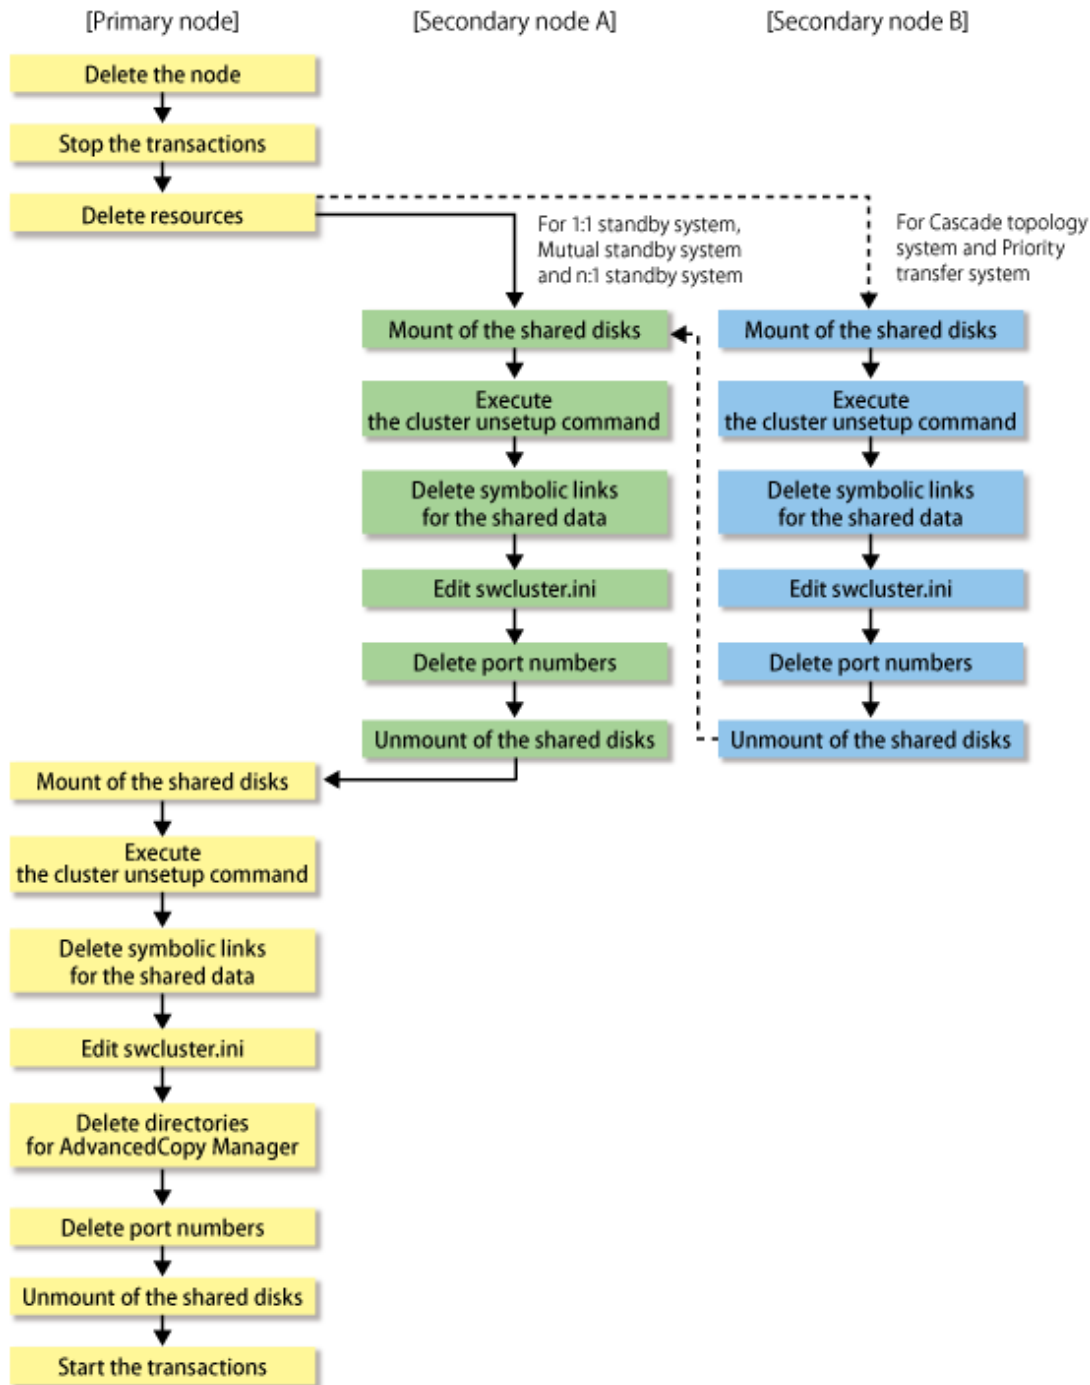 [Primary node]
[Secondary node A]
[Secondary node B]
Delete the node
Stop the transactions
Delete resources
For 1:1 standby system,
Mutual standby system
and n:1 standby system
For Cascade topology
system and Priority
transfer system
Mount of the shared disks
Execute
the cluster unsetup command
Delete symbolic links
for the shared data
Edit swcluster.ini
Delete port numbers
Unmount of the shared disks
Mount of the shared disks
Execute
the cluster unsetup command
Delete symbolic links
for the shared data
Edit swcluster.ini
Delete port numbers
Unmount of the shared disks
Mount of the shared disks
Execute
the cluster unsetup command
Delete symbolic links
for the shared data
Edit swcluster.ini
Delete directories
for AdvancedCopy Manager
Delete port numbers
Unmount of the shared disks
Start the transactions